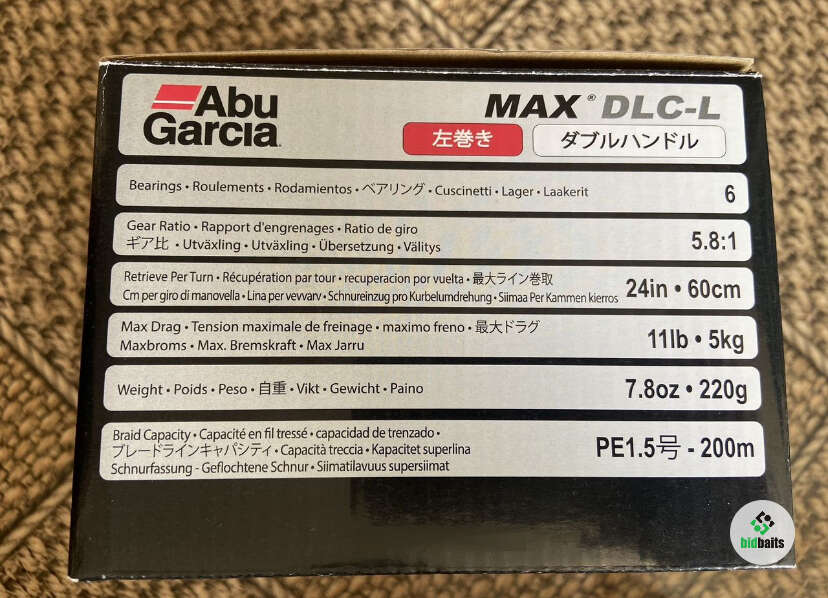 Abu Garcia
MAX® DLC-L
左巻き ダブルハンドル
Bearings • Roulements • Rodamientos • ベアリング • Cuscinetti • Lager • Laakerit 6
Gear Ratio • Rapport d'engrenages • Ratio de giro
ギア比 • Utväxling • Utväxling • Übersetzung • Välitys 5.8:1
Retrieve Per Turn • Récupération par tour • recuperacion por vuelta • 最大ライン巻取
Cm per giro di manovella • Lina per vevvarv • Schnureinzug pro Kurbelumdrehung • Siimaa Per Kammen kierros 24in • 60cm
Max Drag • Tension maximale de freinage • maximo freno • 最大ドラグ
Maxbroms • Max. Bremskraft • Max Jarru 11lb • 5kg
Weight • Poids • Peso • 自重 • Vikt • Gewicht • Paino 7.8oz • 220g
Braid Capacity • Capacité en fil tressé • capacidad de trenzado •
ブレードラインキャパシティ • Capacità treccia • Kapacitet superlina
Schnurfassung - Geflochtene Schnur • Siimatilavuus supersiimat PE1.5号 - 200m
bidbaits